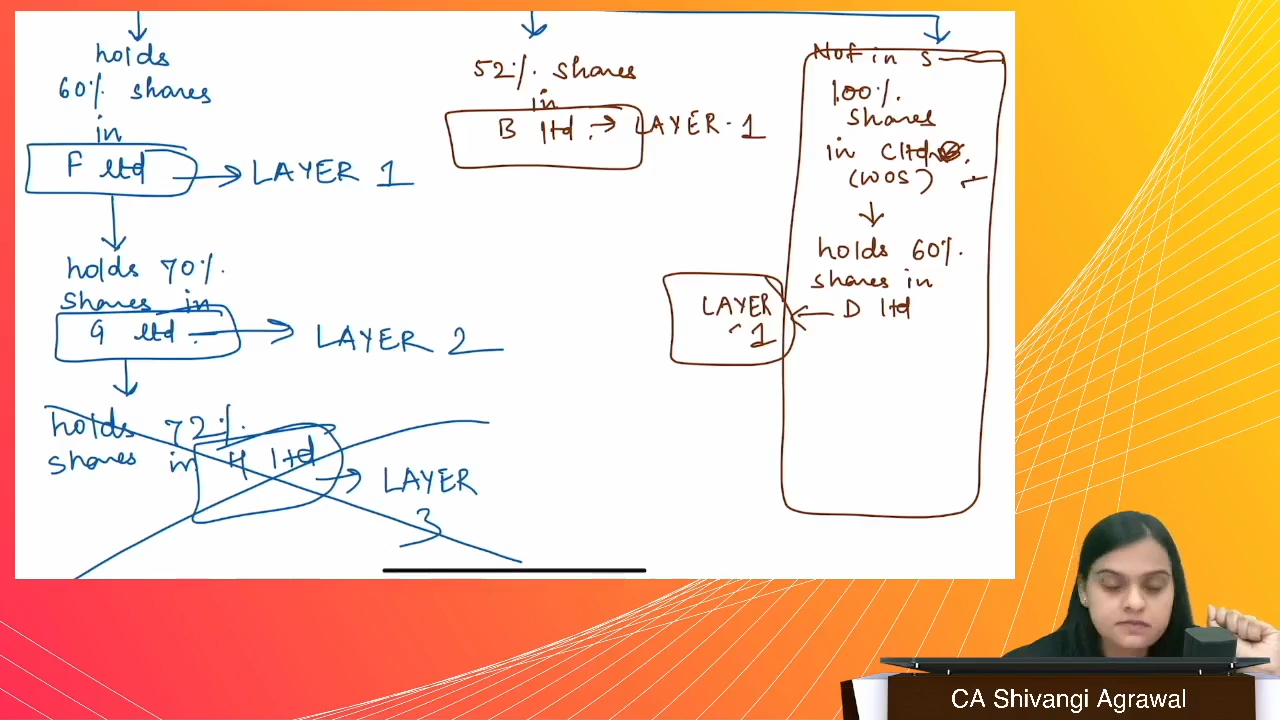 holds
60% shares
in
F ltd → LAYER 1
holds 70%
shares in
G ltd. → LAYER 2
holds 72%
shares in H ltd → LAYER
3
52% shares
in
B ltd. → LAYER-1
Not in S
100%
shares
in C ltd
(WOS)
holds 60%
shares in
D ltd
LAYER
1
CA Shivangi Agrawal